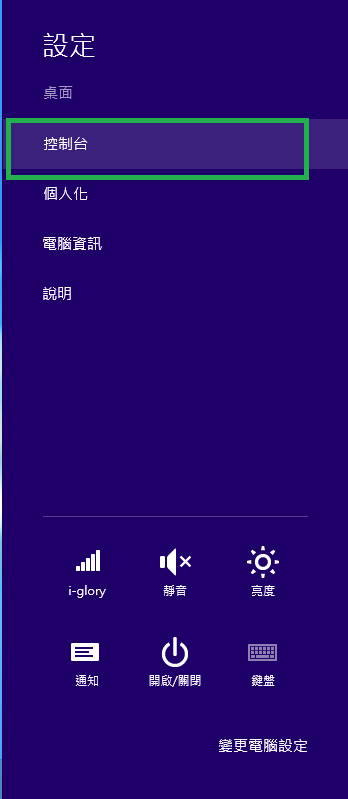 設定
桌面
控制台
個人化
電腦資訊
說明
i-glory
靜音
亮度
通知
開啟/關閉
鍵盤
變更電腦設定